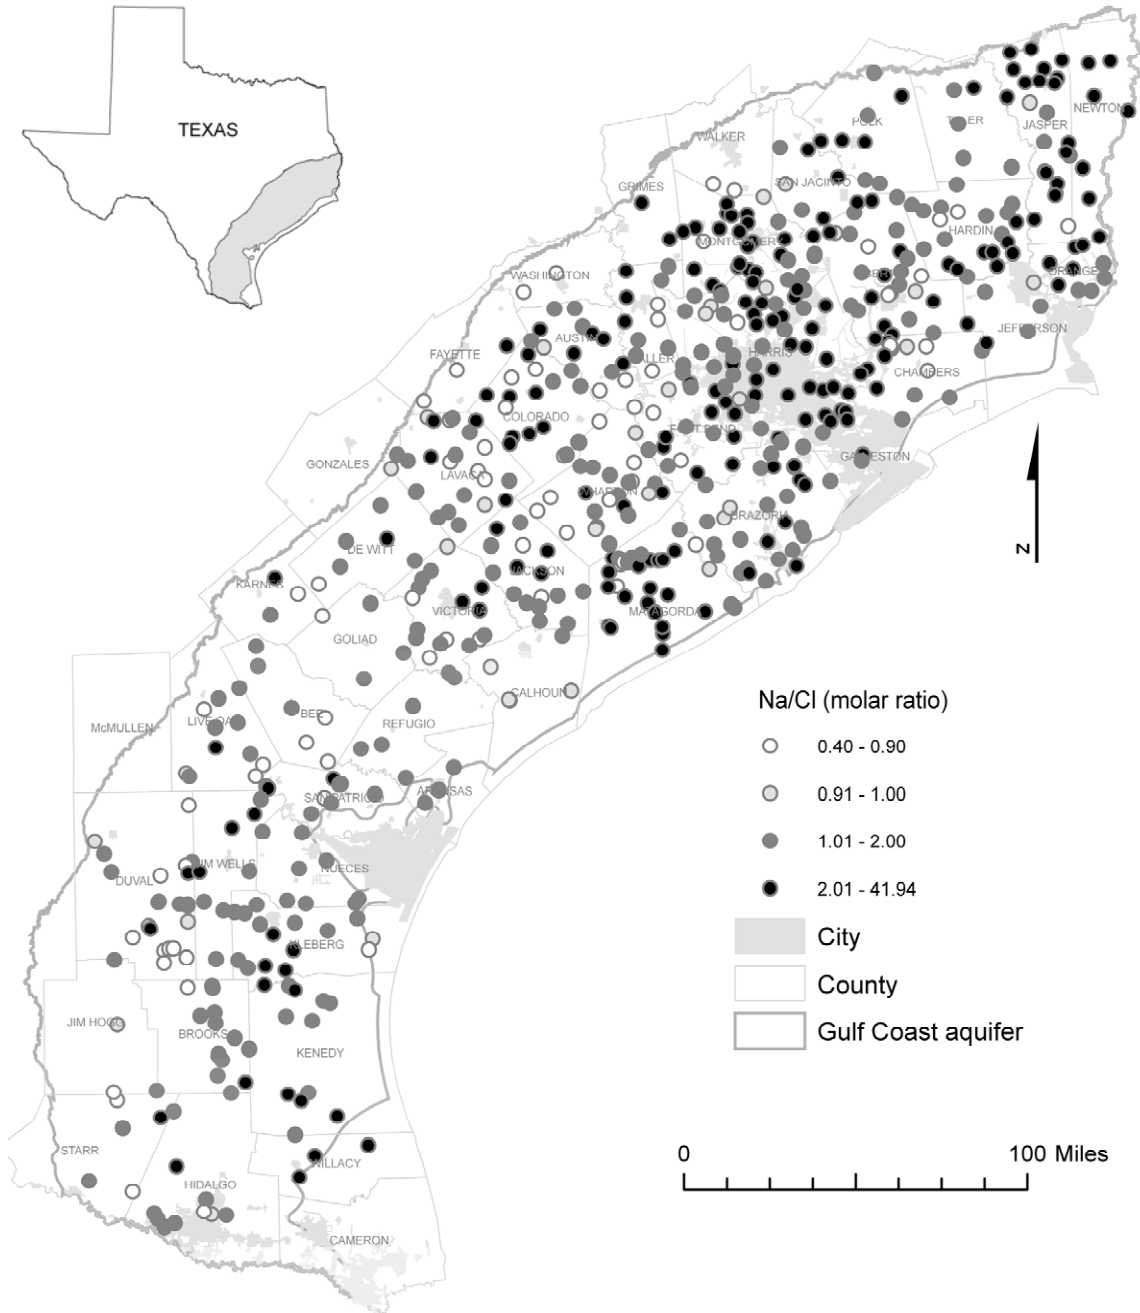 TEXAS
NEWTON
JASPER
POLK
TYLER
WALKER
SAN JACINTO
GRIMES
HARDIN
MONTGOMERY
ORANGE
WASHINGTON
JEFFERSON
AUSTIN
HARRIS
FAYETTE
CHAMBERS
COLORADO
FORT BEND
GALVESTON
GONZALES
LAVACA
WHARTON
BRAZORIA
DE WITT
JACKSON
KARNES
VICTORIA
MATAGORDA
GOLIAD
CALHOUN
BEE
REFUGIO
LIVE OAK
McMULLEN
SAN PATRICIO
ARANSAS
JIM WELLS
NUECES
DUVAL
KLEBERG
JIM HOGG
BROOKS
KENEDY
STARR
WILLACY
HIDALGO
CAMERON
N
Na/Cl (molar ratio)
0.40 - 0.90
0.91 - 1.00
1.01 - 2.00
2.01 - 41.94
City
County
Gulf Coast aquifer
0 100 Miles